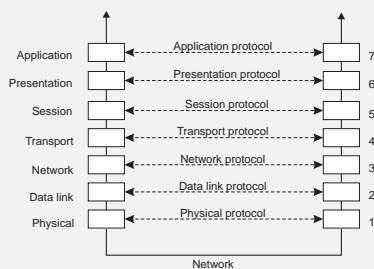 Application Application protocol 7
Presentation Presentation protocol 6
Session Session protocol 5
Transport Transport protocol 4
Network Network protocol 3
Data link Data link protocol 2
Physical Physical protocol 1
Network